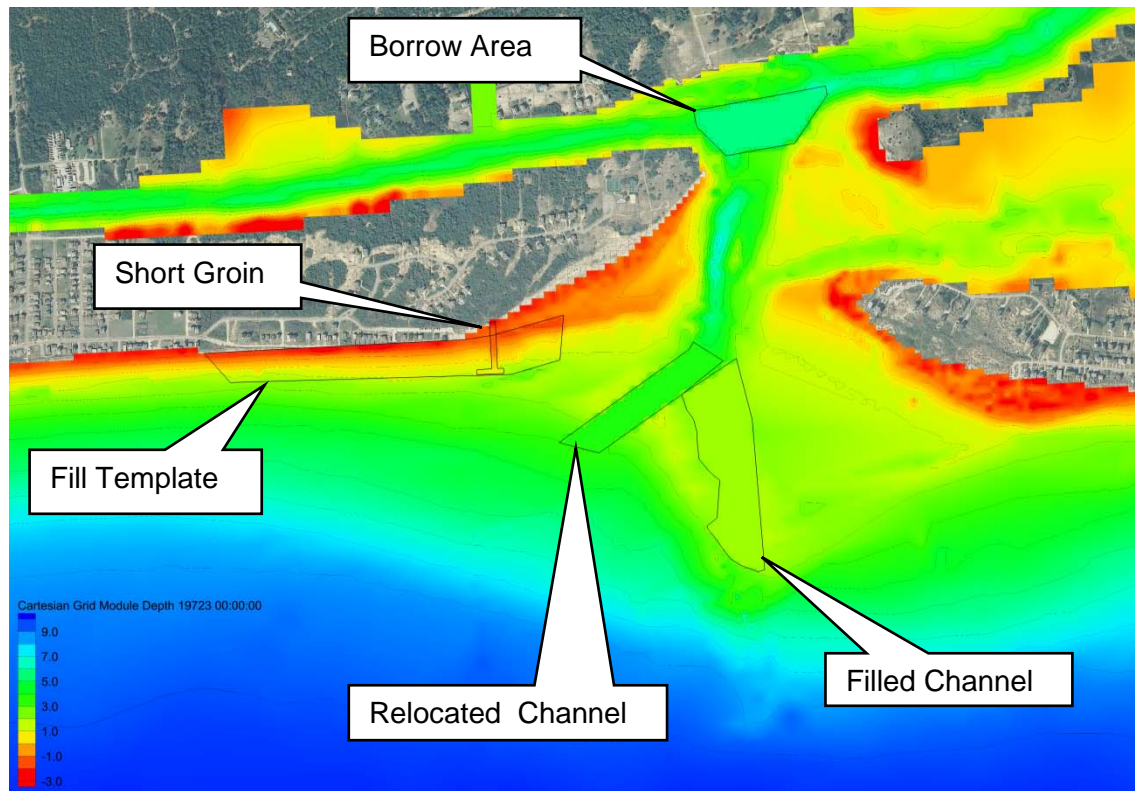 Borrow Area
Short Groin
Fill Template
Cartesian Grid Module Depth 19723 00:00:00
9.0
7.0
5.0
3.0
1.0
-1.0
-3.0
Relocated Channel
Filled Channel